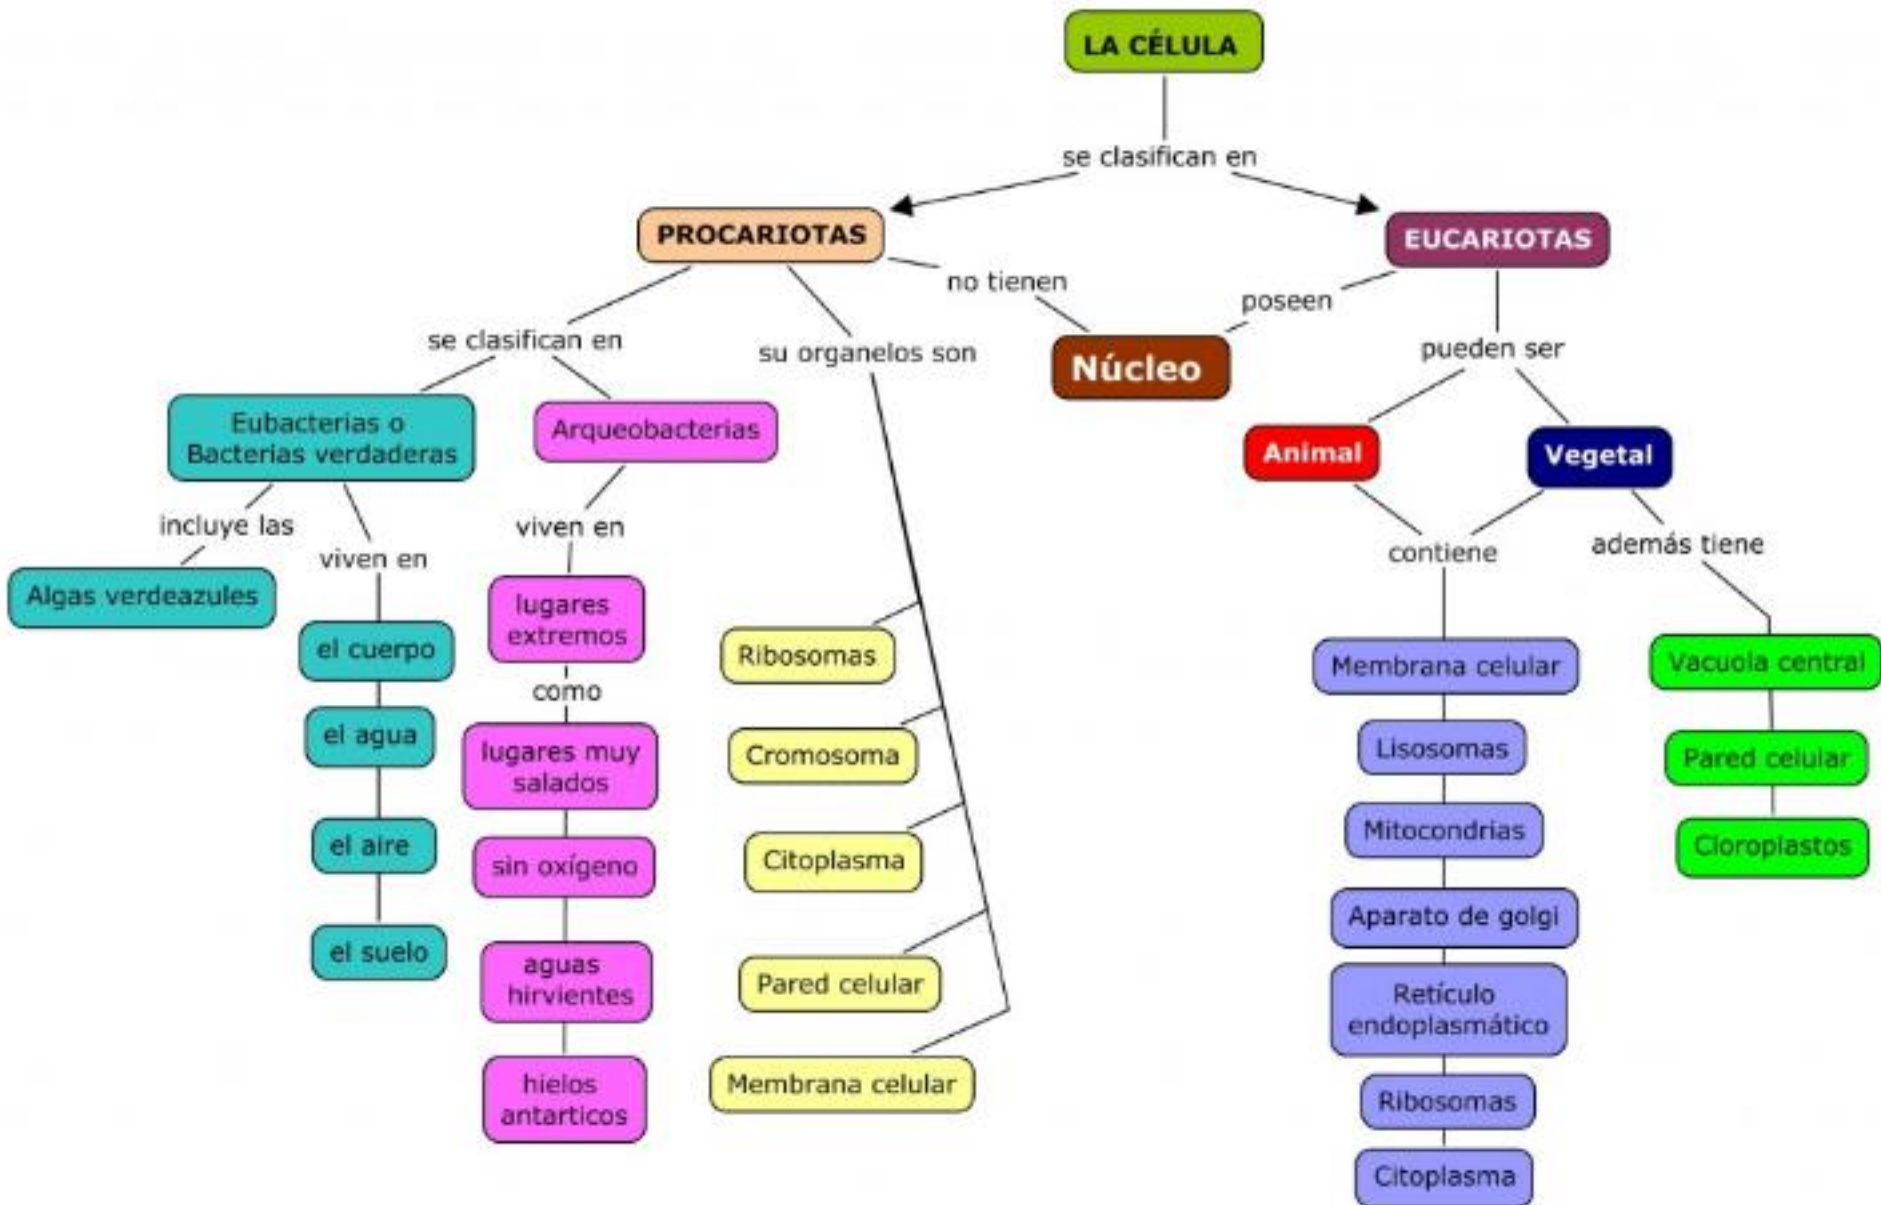 LA CÉLULA
se clasifican en
PROCARIOTAS
EUCARIOTAS
no tienen
poseen
Núcleo
se clasifican en
su organelos son
pueden ser
Eubacterias o
Bacterias verdaderas
Arqueobacterias
Animal
Vegetal
incluye las
viven en
Algas verdeazules
el cuerpo
el agua
el aire
el suelo
viven en
lugares
extremos
como
lugares muy
salados
sin oxígeno
aguas
hirvientes
hielos
antarticos
Ribosomas
Cromosoma
Citoplasma
Pared celular
Membrana celular
contiene
además tiene
Membrana celular
Lisosomas
Mitocondrias
Aparato de golgi
Retículo
endoplasmático
Ribosomas
Citoplasma
Vacuola central
Pared celular
Cloroplastos